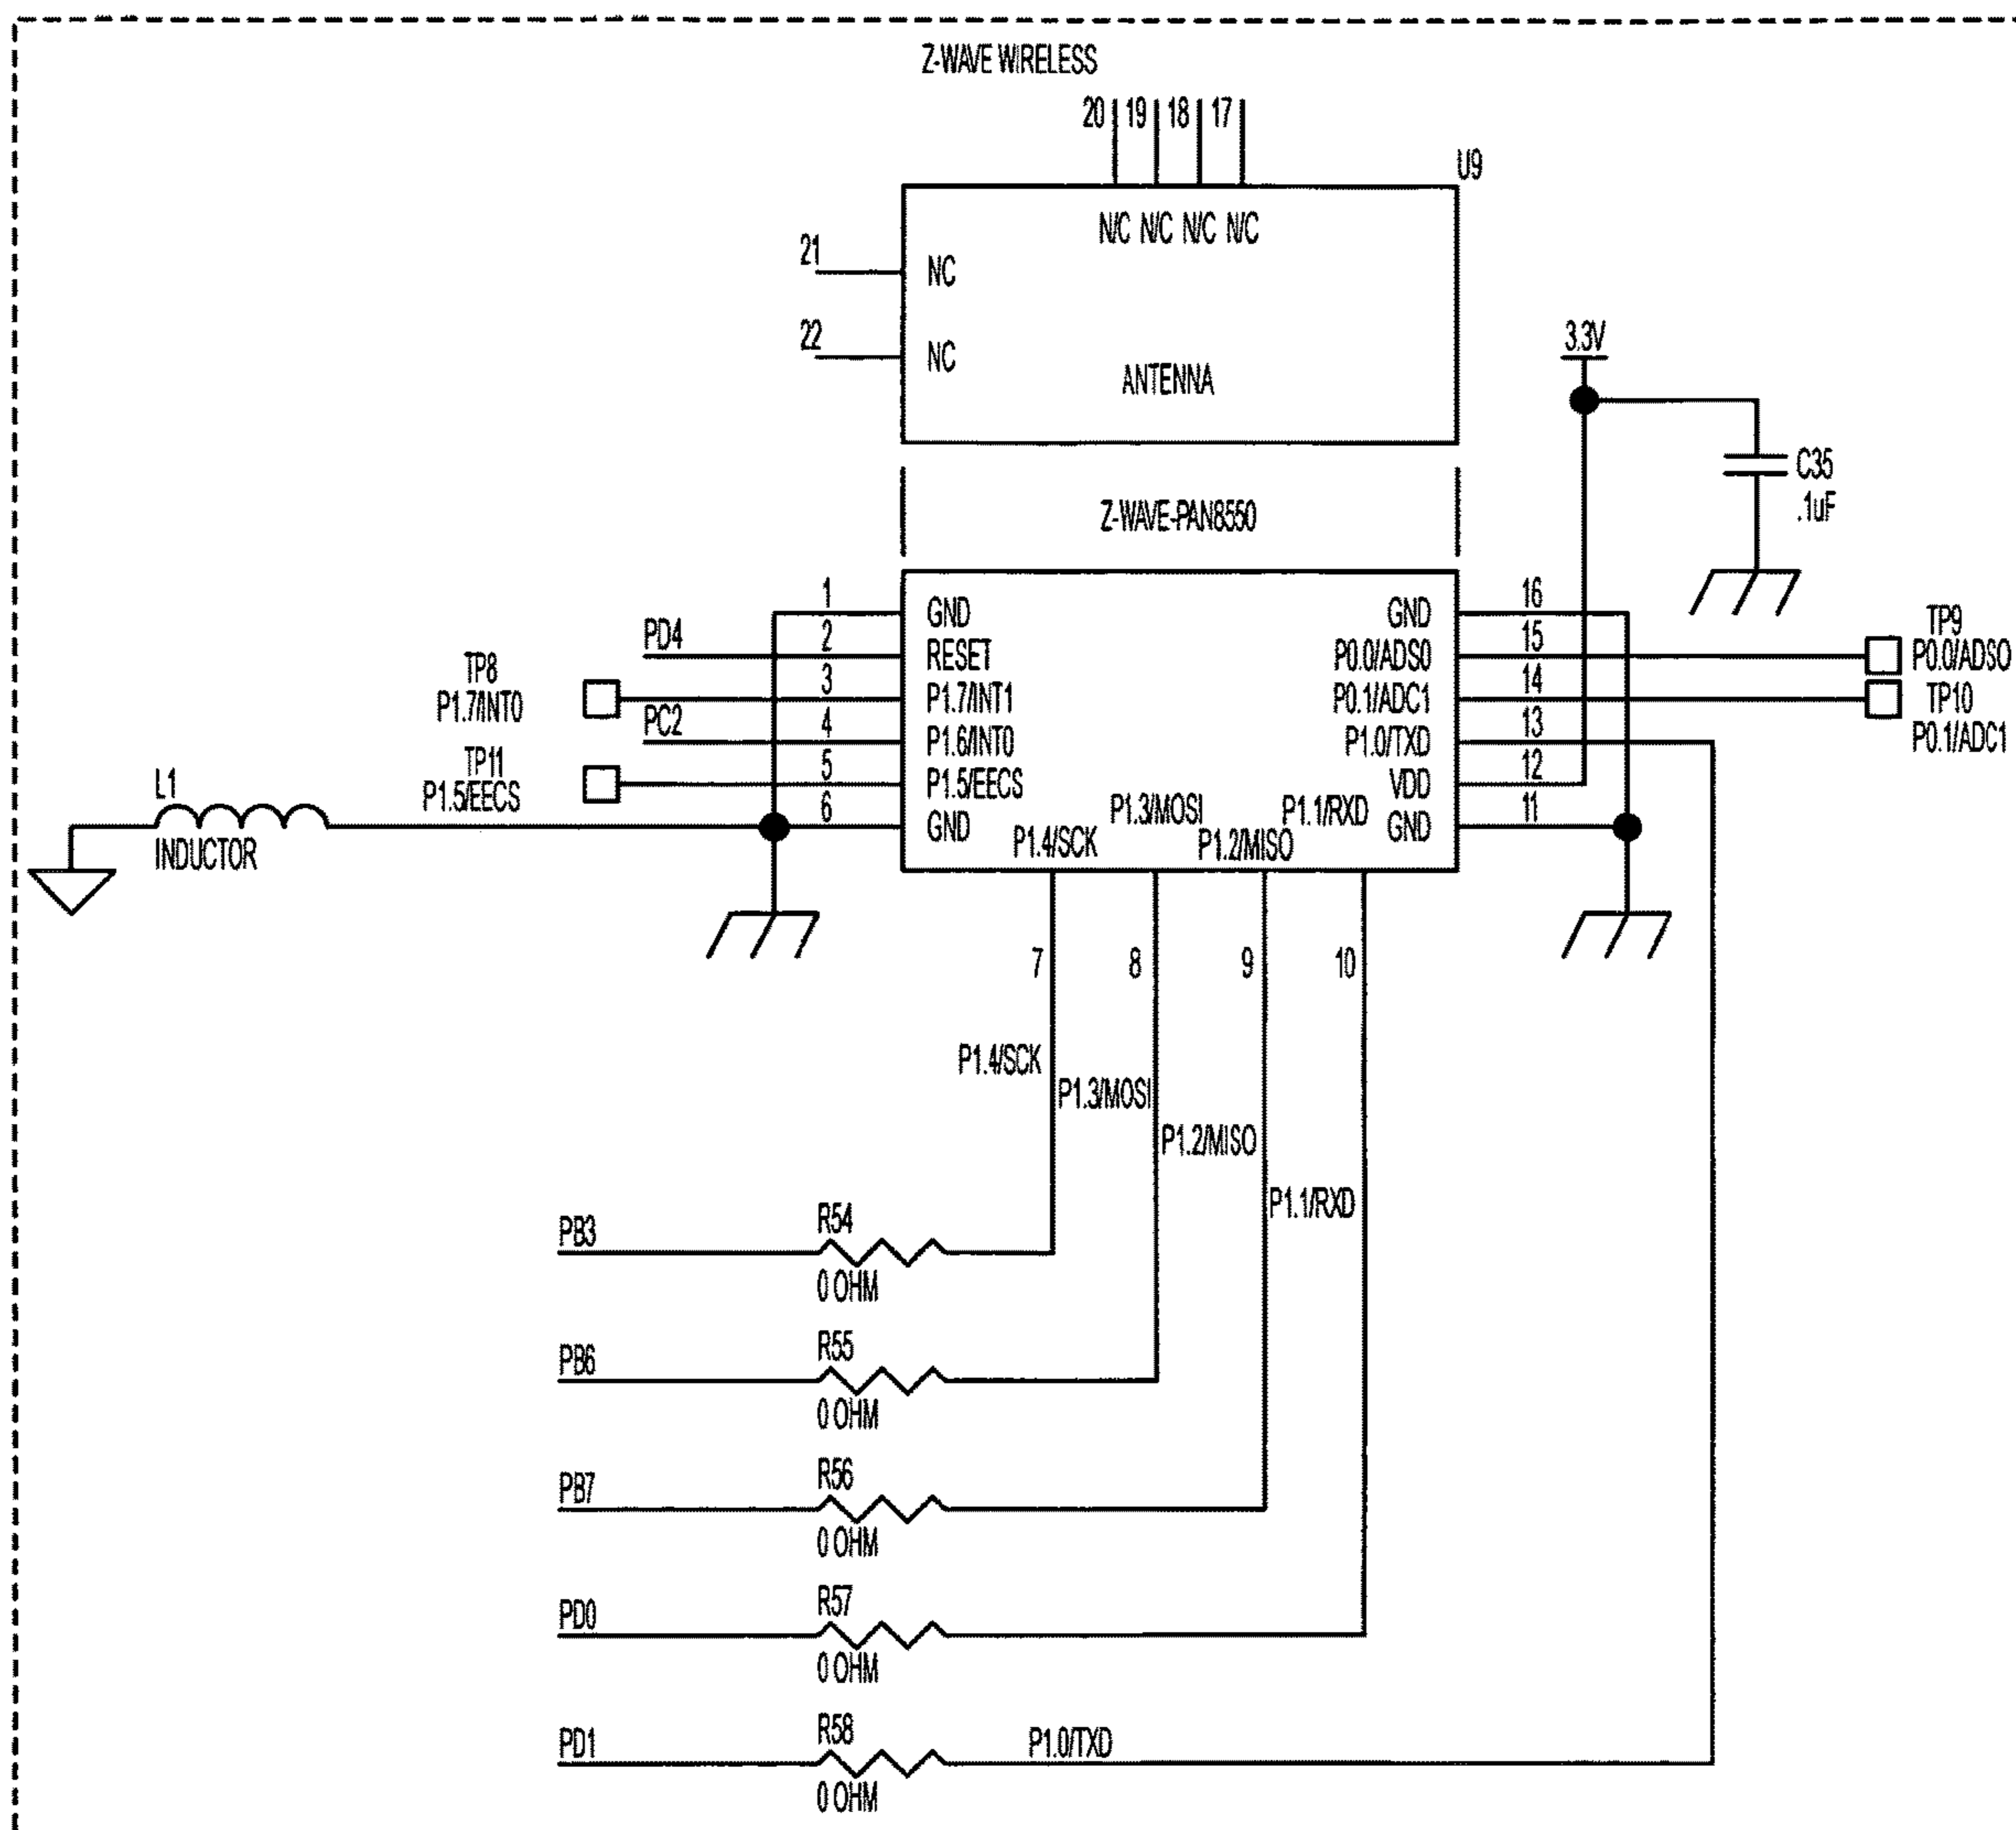 Z-WAVE WIRELESS
20 19 18 17
U9
N/C N/C N/C N/C
21 NC
22 NC
ANTENNA
3.3V
C35
.1uF
Z-WAVE-PAN8550
1 GND GND 16
PD4 2 RESET P0.0/ADS0 15
TP9
P0.0/ADS0
TP8
P1.7/INT0
3 P1.7/INT1 P0.1/ADC1 14
TP10
P0.1/ADC1
PC2 4 P1.6/INT0 P1.0/TXD 13
TP11
P1.5/EECS
5 P1.5/EECS VDD 12
6 GND GND 11
L1
INDUCTOR
P1.4/SCK P1.3/MOSI P1.2/MISO P1.1/RXD
7 8 9 10
P1.4/SCK
P1.3/MOSI
P1.2/MISO
P1.1/RXD
PB3 R54
0 OHM
PB6 R55
0 OHM
PB7 R56
0 OHM
PD0 R57
0 OHM
PD1 R58 P1.0/TXD
0 OHM